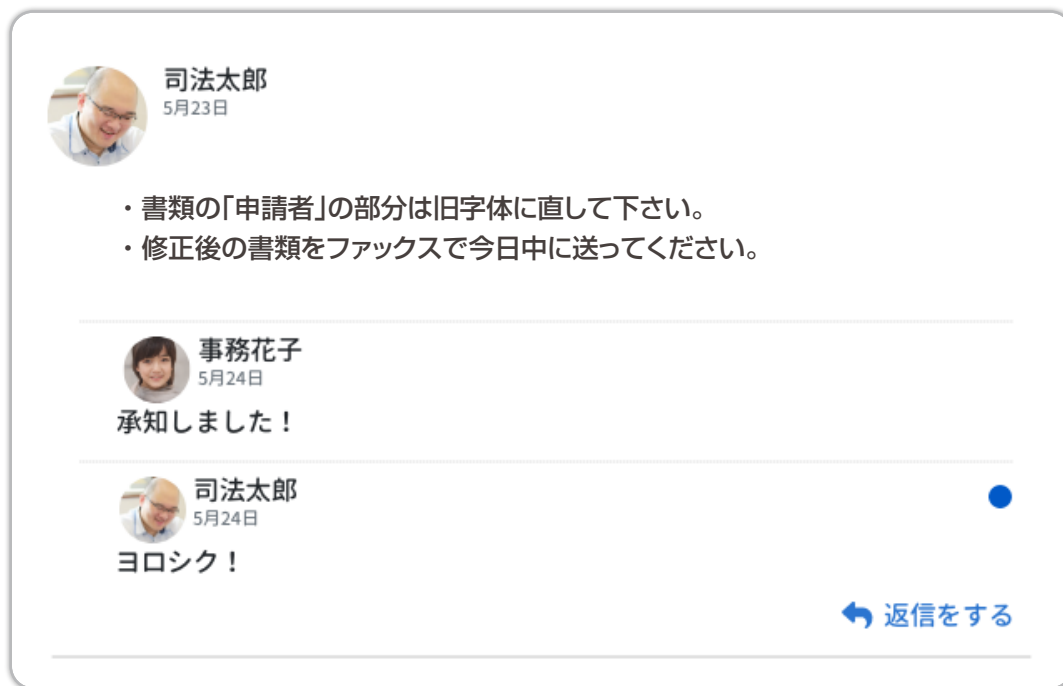 司法太郎
5月23日
・書類の「申請者」の部分は旧字体に直して下さい。
・修正後の書類をファックスで今日中に送ってください。
事務花子
5月24日
承知しました！
司法太郎
5月24日
ヨロシク！
返信をする